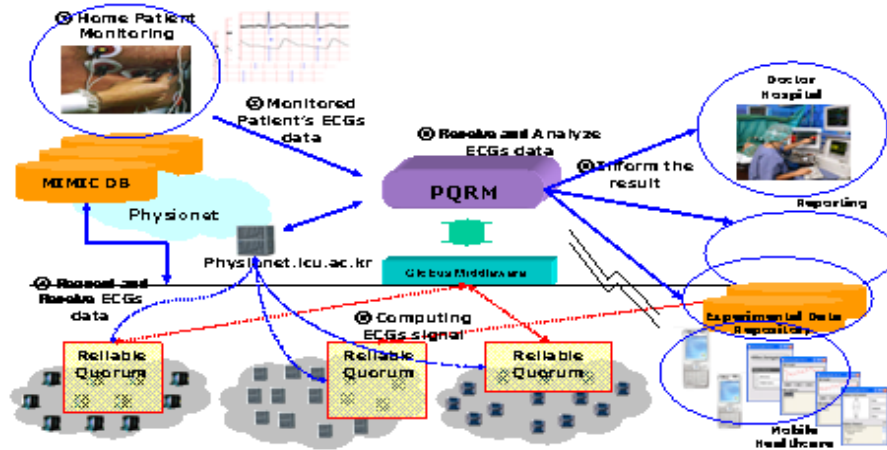 Home Patient
Monitoring
Monitored
Patient's ECGs
data
Resolve and Analyze
ECGs data
Doctor
Hospital
Inform the
result
MIMIC DB
PQRM
Physionet
Reporting
Physionet.icu.ac.kr
Globus Middleware
and
Resolve ECGs
data
Computing
ECGs signal
Experimental Data
Repository
Reliable
Quorum
Reliable
Quorum
Reliable
Quorum
Mobile
Healthcare